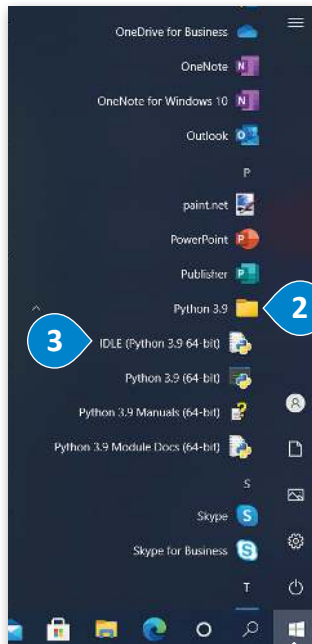 OneDrive for Business
OneNote
OneNote for Windows 10
Outlook
P
paint.net
PowerPoint
Publisher
Python 3.9
2
3
IDLE (Python 3.9 64-bit)
Python 3.9 (64-bit)
Python 3.9 Manuals (64-bit)
Python 3.9 Module Docs (64-bit)
S
Skype
Skype for Business
T